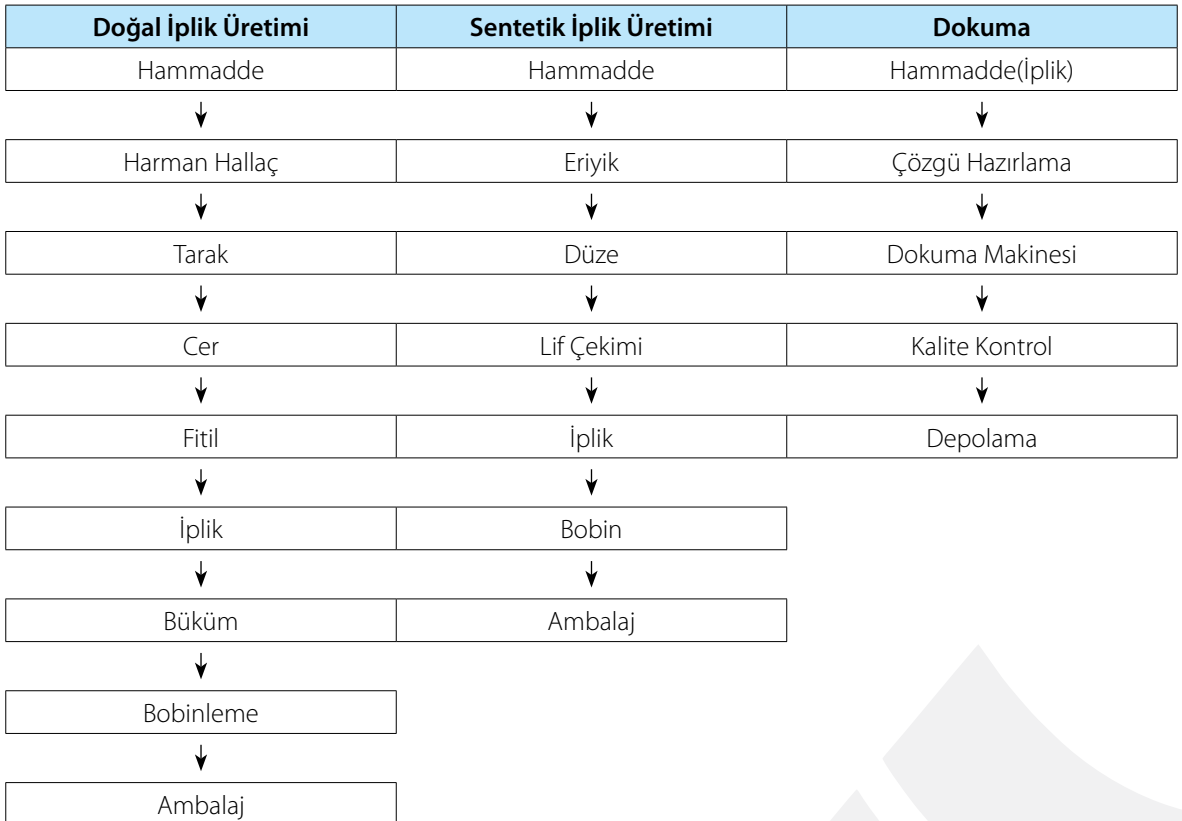 Doğal İplik Üretimi Sentetik İplik Üretimi Dokuma
Hammadde Hammadde Hammadde(İplik)
Harman Hallaç Eriyik Çözgü Hazırlama
Tarak Düze Dokuma Makinesi
Cer Lif Çekimi Kalite Kontrol
Fitil İplik Depolama
İplik Bobin
Büküm Ambalaj
Bobinleme
Ambalaj